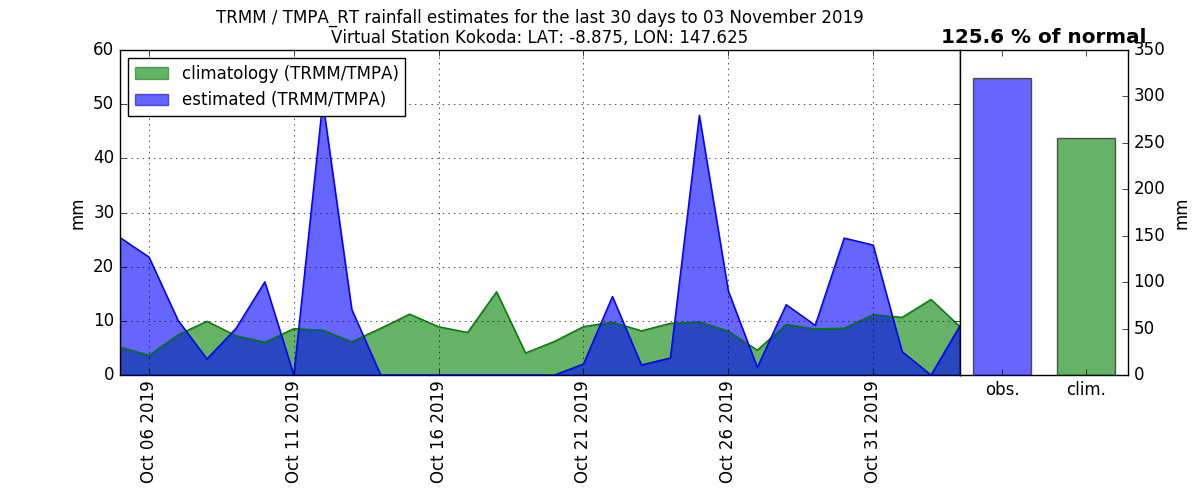 TRMM / TMPA_RT rainfall estimates for the last 30 days to 03 November 2019
Virtual Station Kokoda: LAT: -8.875, LON: 147.625
125.6 % of normal
climatology (TRMM/TMPA)
estimated (TRMM/TMPA)
mm
60
50
40
30
20
10
0
Oct 06 2019
Oct 11 2019
Oct 16 2019
Oct 21 2019
Oct 26 2019
Oct 31 2019
350
300
250
200
150
100
50
0
mm
obs.
clim.